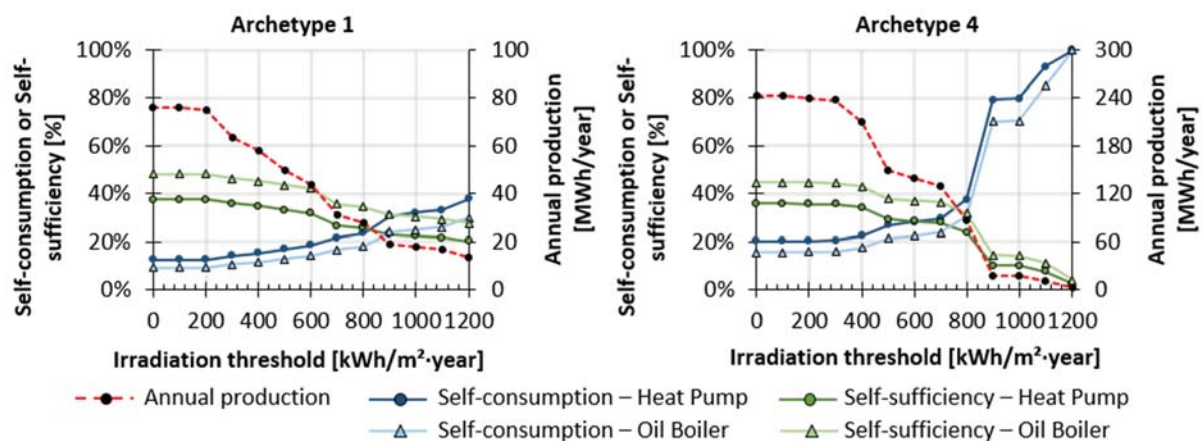 Archetype 1
Archetype 4
Self-consumption or Self-
sufficiency [%]
100%
80%
60%
40%
20%
0%
100
80
60
40
20
0
Annual production
[MWh/year]
0 200 400 600 800 1000 1200
Irradiation threshold [kWh/m²·year]
Self-consumption or Self-
sufficiency [%]
100%
80%
60%
40%
20%
0%
300
240
180
120
60
0
Annual production
[MWh/year]
0 200 400 600 800 1000 1200
Irradiation threshold [kWh/m²·year]
Annual production
Self-consumption – Heat Pump
Self-sufficiency – Heat Pump
Self-consumption – Oil Boiler
Self-sufficiency – Oil Boiler